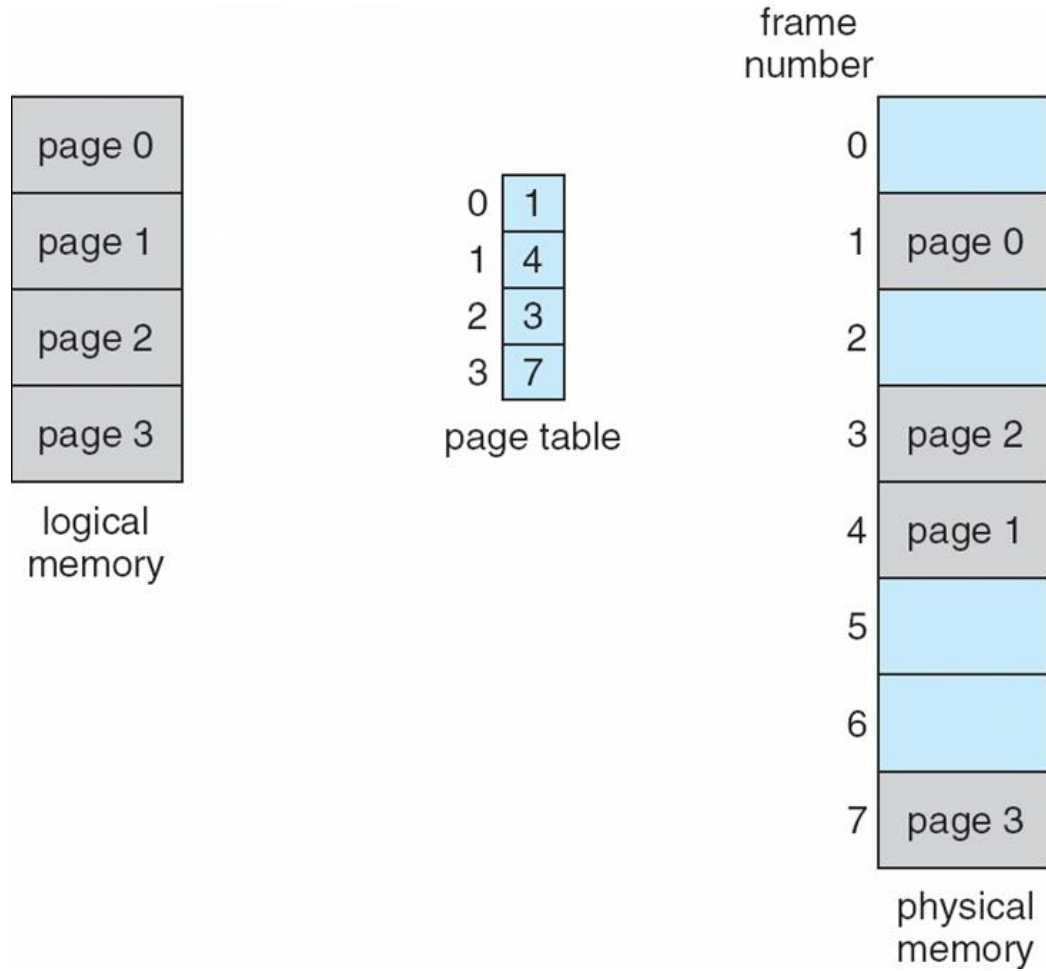 page 0
page 1
page 2
page 3
logical
memory
0 1
1 4
2 3
3 7
page table
frame
number
0
1 page 0
2
3 page 2
4 page 1
5
6
7 page 3
physical
memory